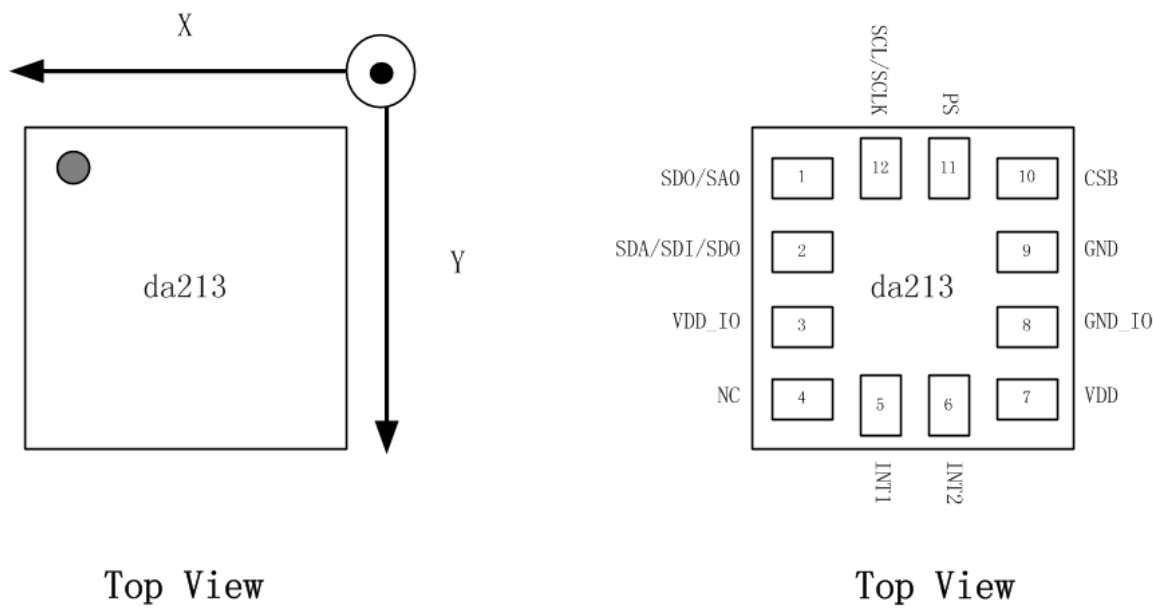 X
Y
da213
Top View
SCL/SCLK
PS
SDO/SA0
1
12
11
10
CSB
SDA/SDI/SDO
2
9
GND
da213
VDD_IO
3
8
GND_IO
NC
4
5
6
7
VDD
INT1
INT2
Top View